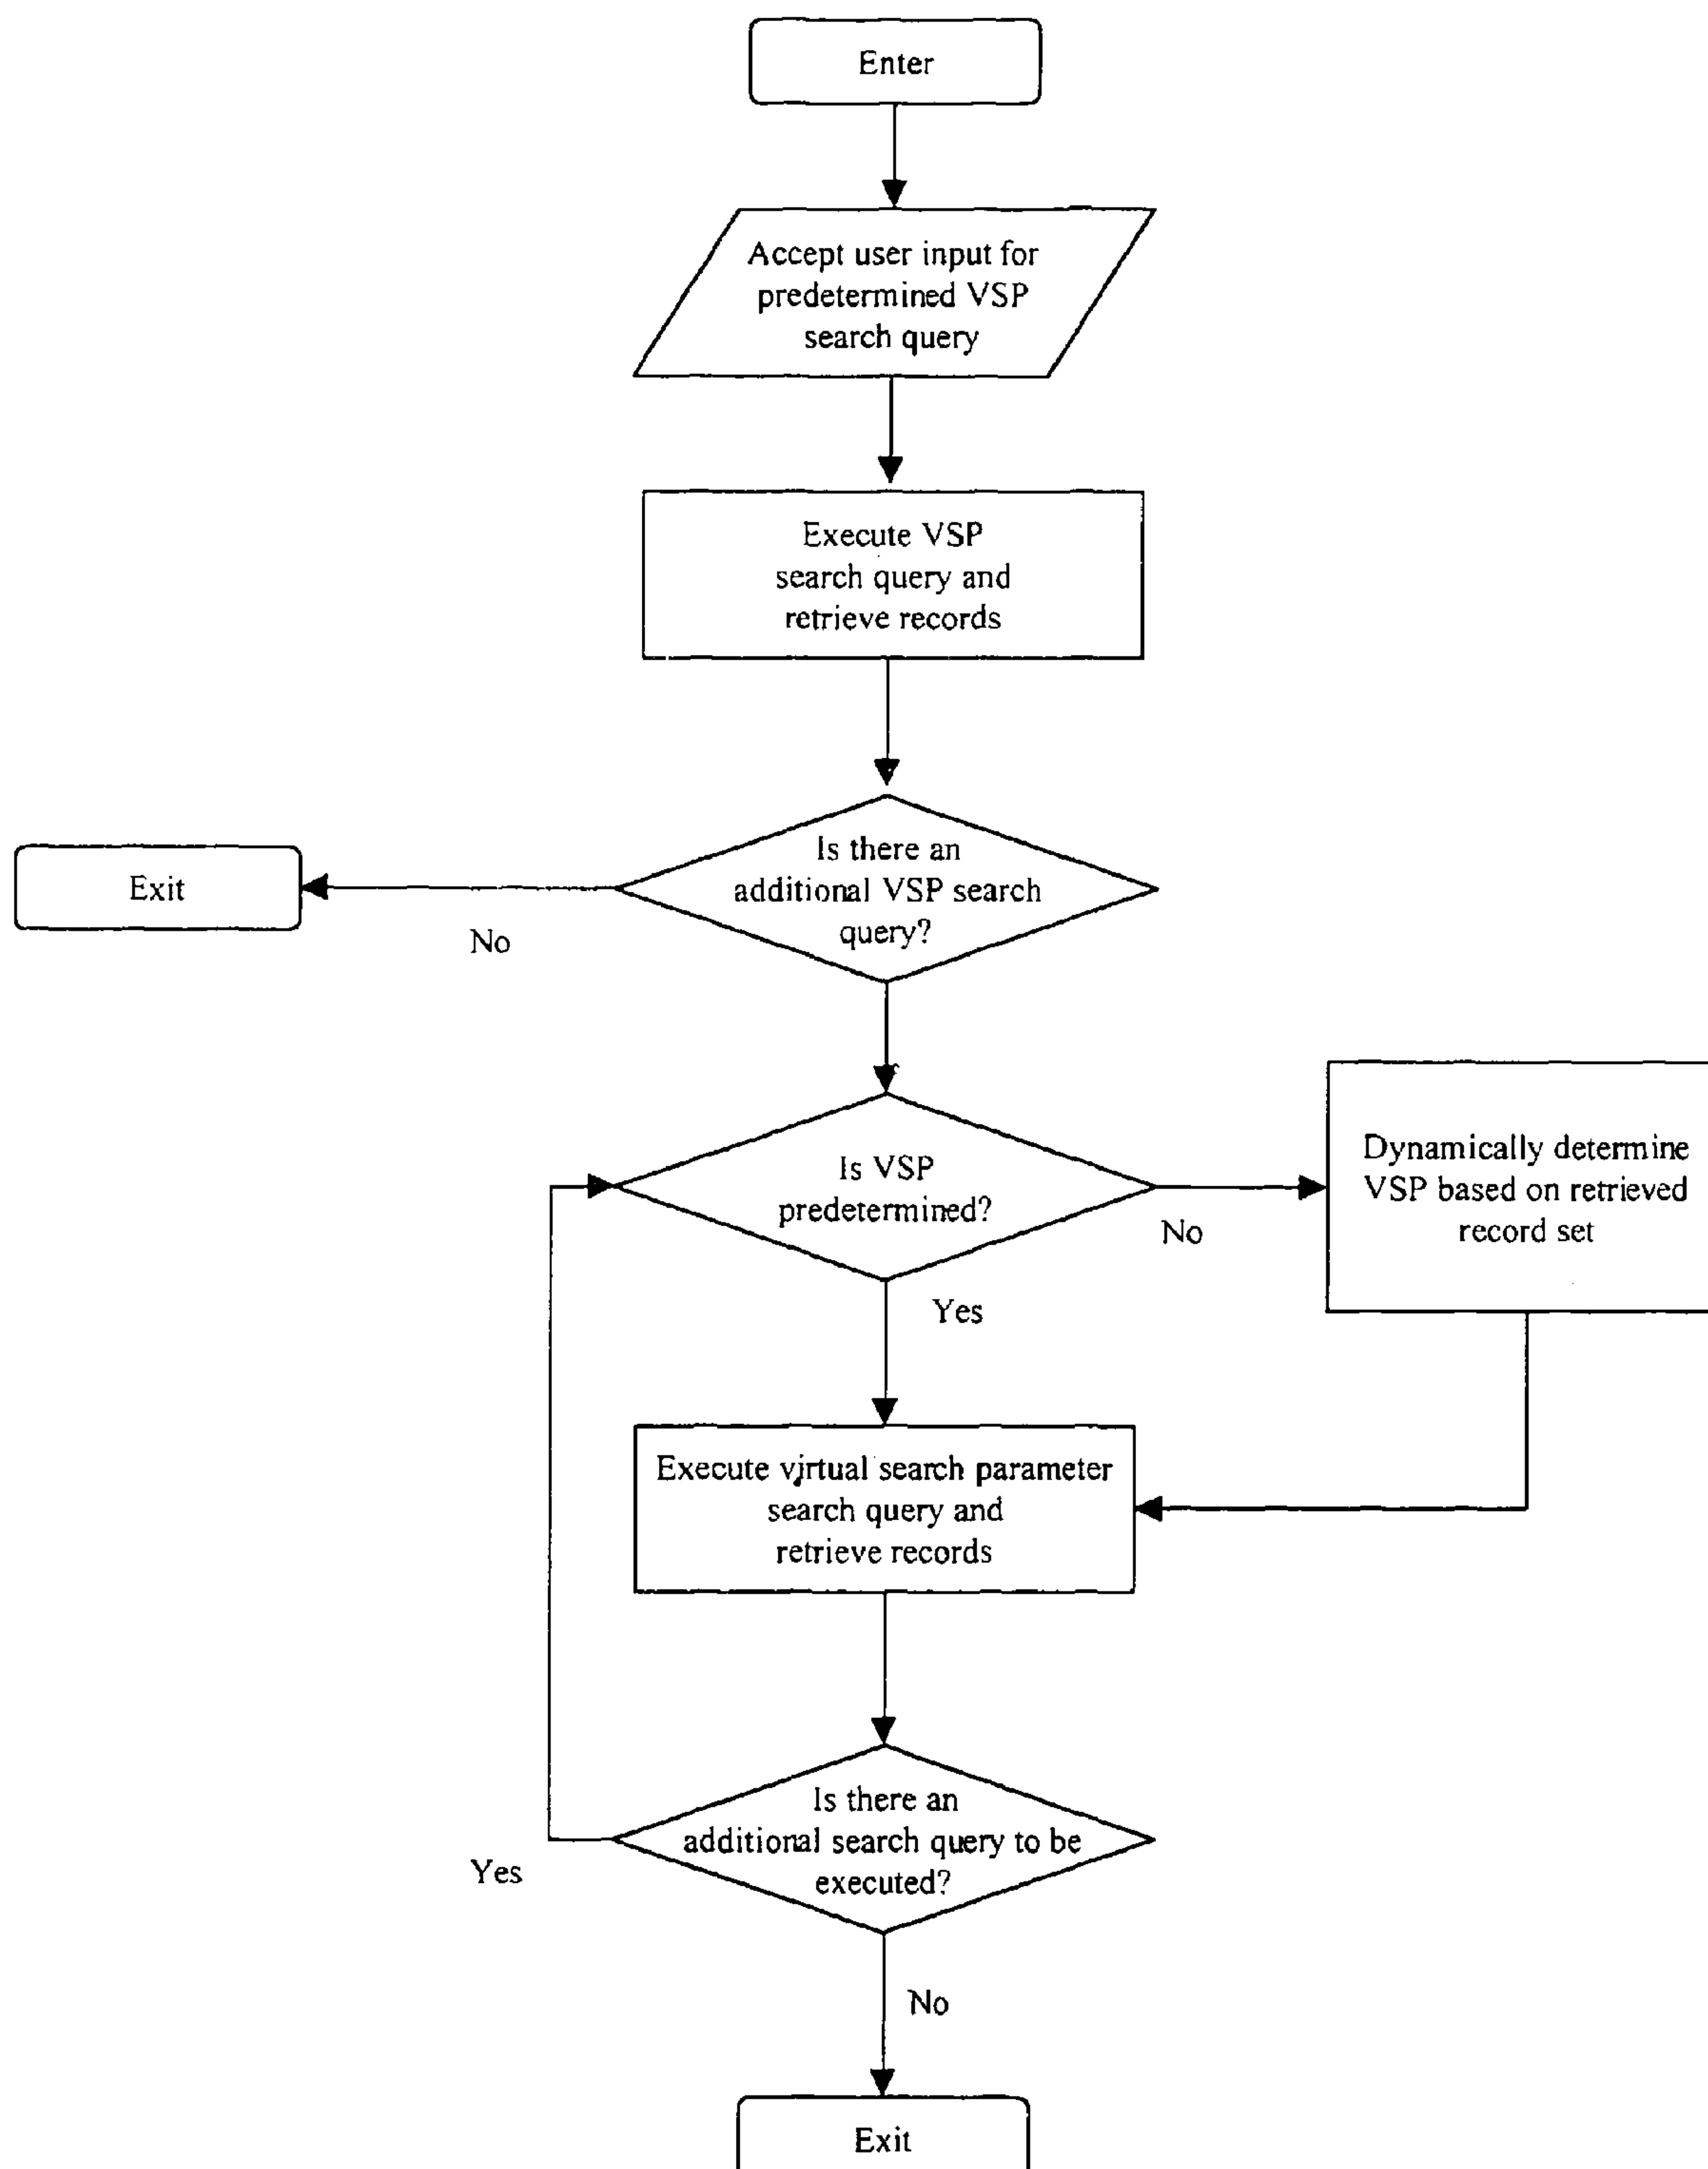 Enter
Accept user input for
predetermined VSP
search query
Execute VSP
search query and
retrieve records
Is there an
additional VSP search
query?
Exit
No
Is VSP
predetermined?
No
Dynamically determine
VSP based on retrieved
record set
Yes
Execute virtual search parameter
search query and
retrieve records
Is there an
additional search query to be
executed?
Yes
No
Exit